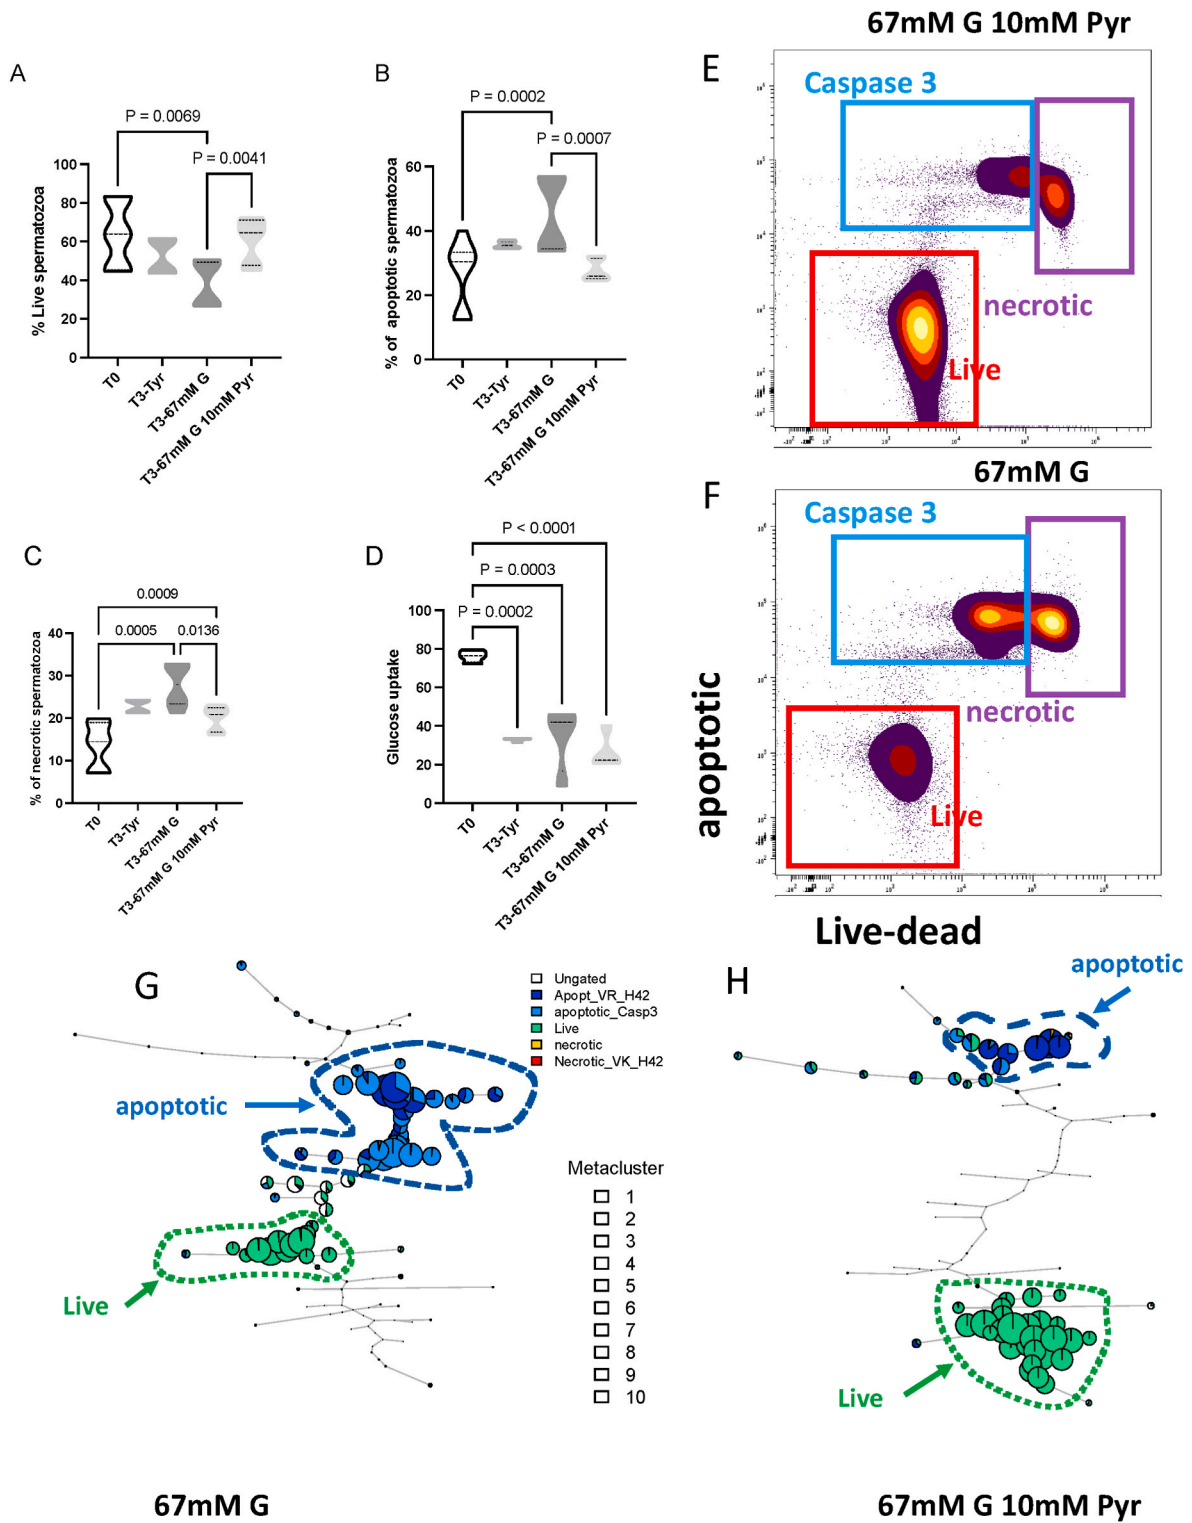 67mM G 10mM Pyr
A
P = 0.0069
P = 0.0041
% Live spermatozoa
100
80
60
40
20
0
T0
T3-Tyr
T3-67mM G
T3-67mM G 10mM Pyr
B
P = 0.0002
P = 0.0007
% of apoptotic spermatozoa
60
40
20
0
T0
T3-Tyr
T3-67mM G
T3-67mM G 10mM Pyr
E
Caspase 3
necrotic
Live
67mM G
C
0.0009
0.0005
0.0136
% of necrotic spermatozoa
40
30
20
10
0
T0
T3-Tyr
T3-67mM G
T3-67mM G 10mM Pyr
D
P < 0.0001
P = 0.0003
P = 0.0002
Glucose uptake
100
80
60
40
20
0
T0
T3-Tyr
T3-67mM G
T3-67mM G 10mM Pyr
F
Caspase 3
necrotic
Live
apoptotic
Live-dead
G
Ungated
Apopt_VR_H42
apoptotic_Casp3
Live
necrotic
Necrotic_VK_H42
apoptotic
Live
Metacluster
1
2
3
4
5
6
7
8
9
10
H
apoptotic
Live
67mM G
67mM G 10mM Pyr